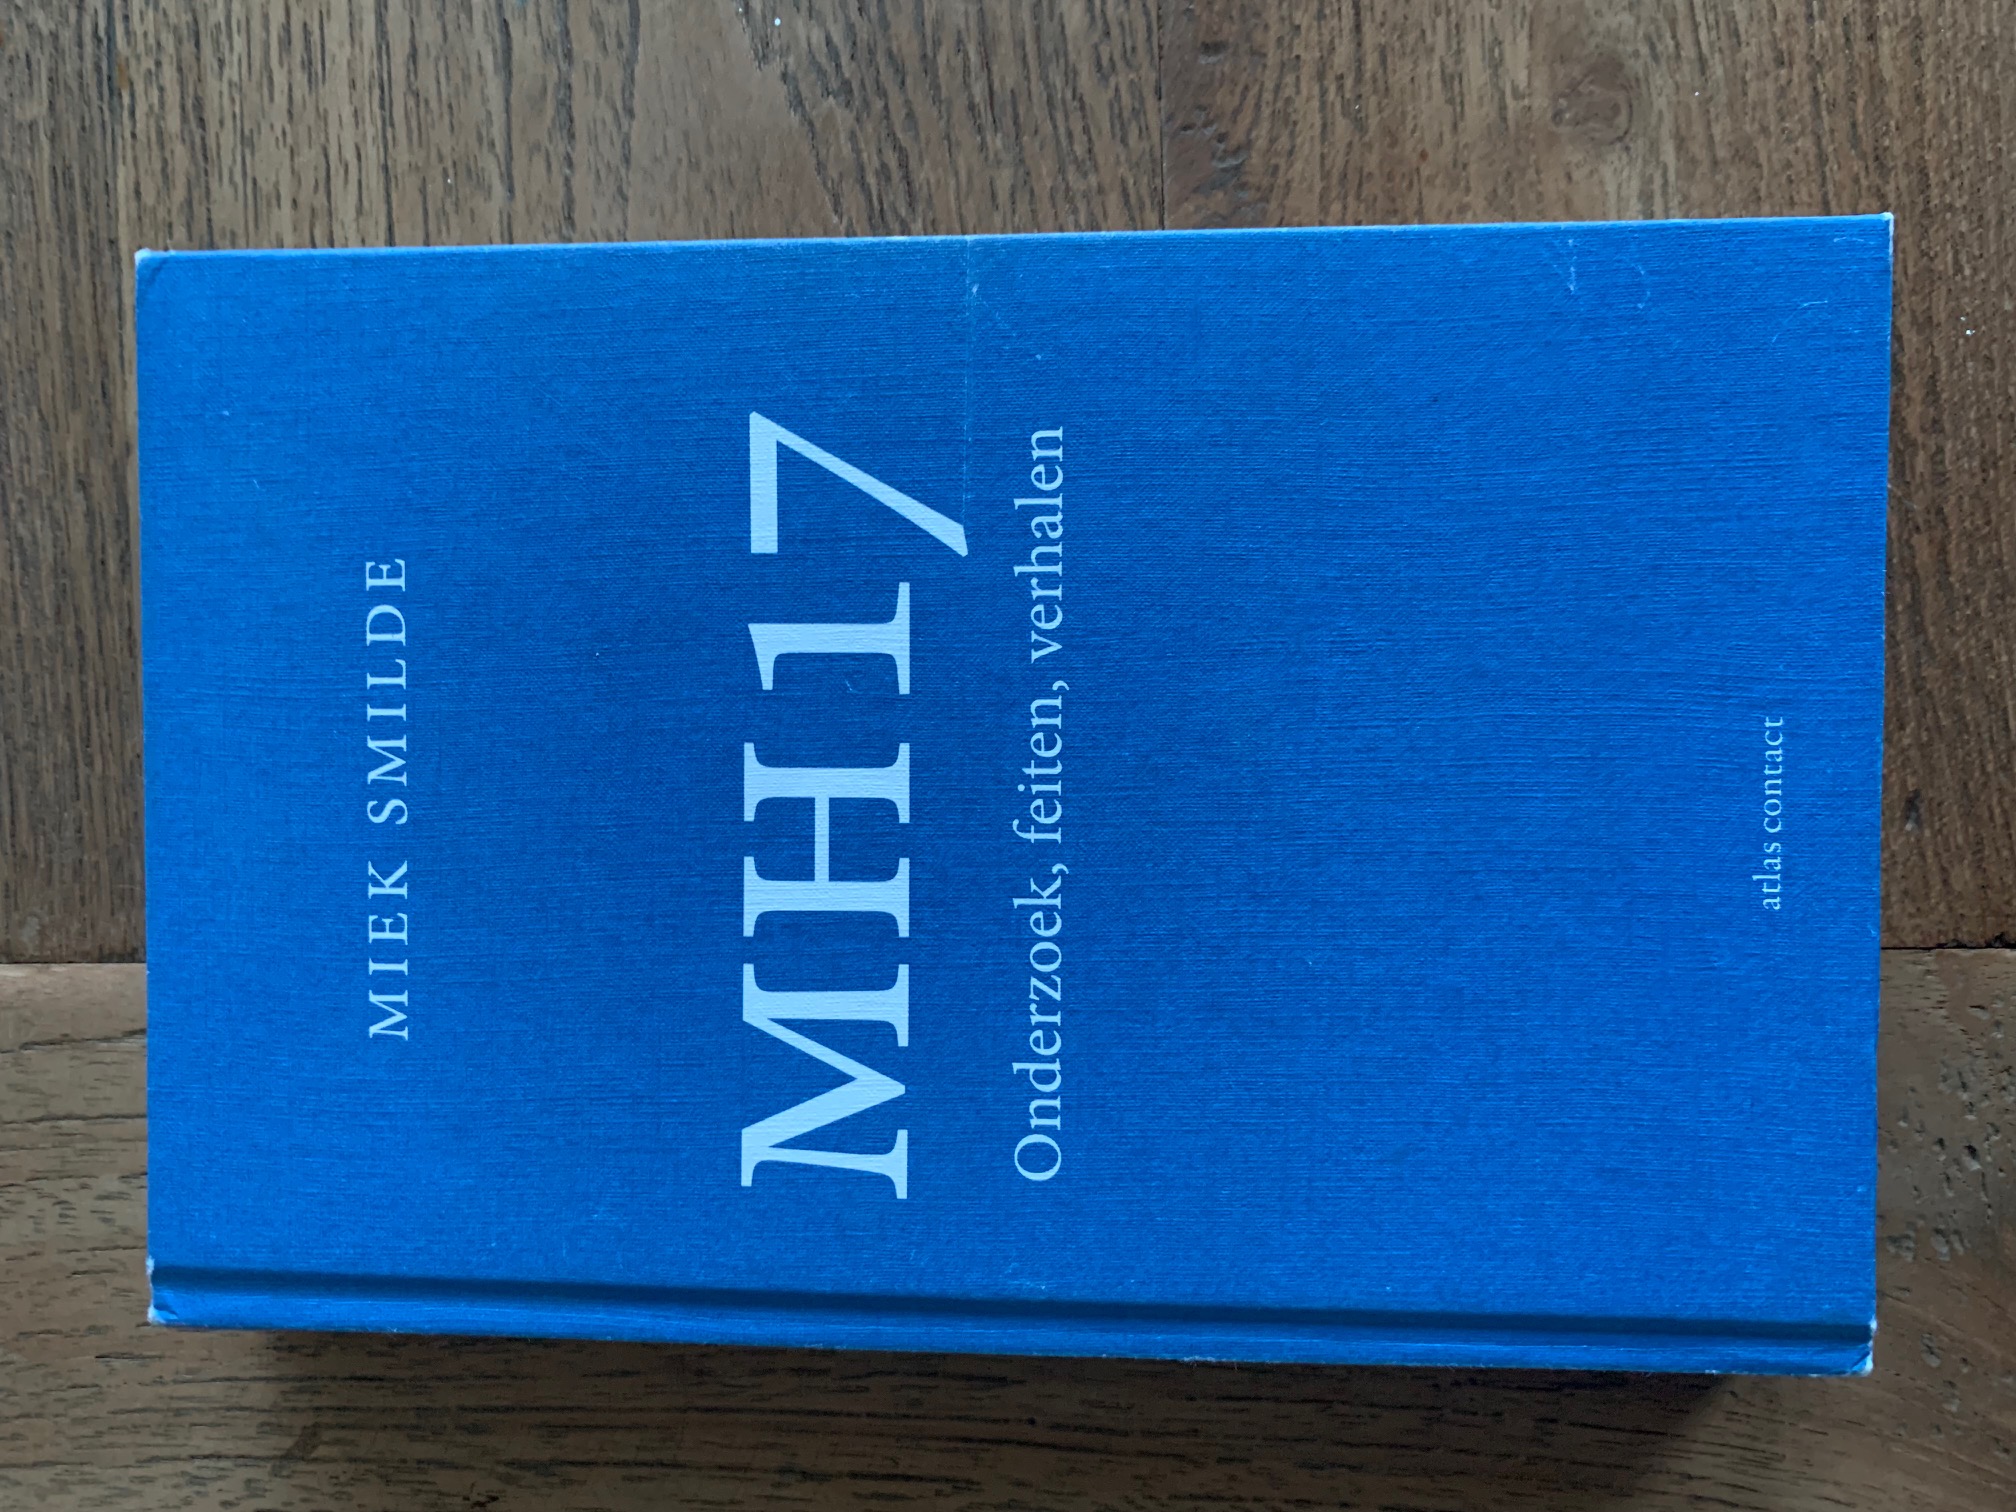 MIEK SMILDE
MH17
Onderzoek, feiten, verhalen
atlas contact